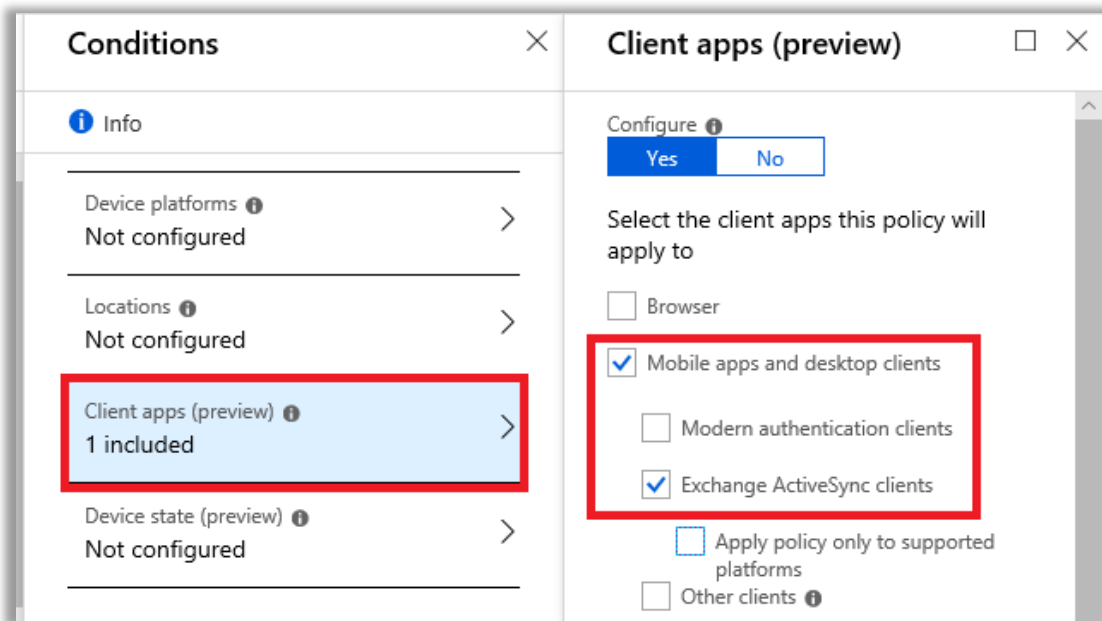 Conditions
Info
Device platforms
Not configured
Locations
Not configured
Client apps (preview)
1 included
Device state (preview)
Not configured
Client apps (preview)
Configure
Yes No
Select the client apps this policy will
apply to
Browser
Mobile apps and desktop clients
Modern authentication clients
Exchange ActiveSync clients
Apply policy only to supported
platforms
Other clients